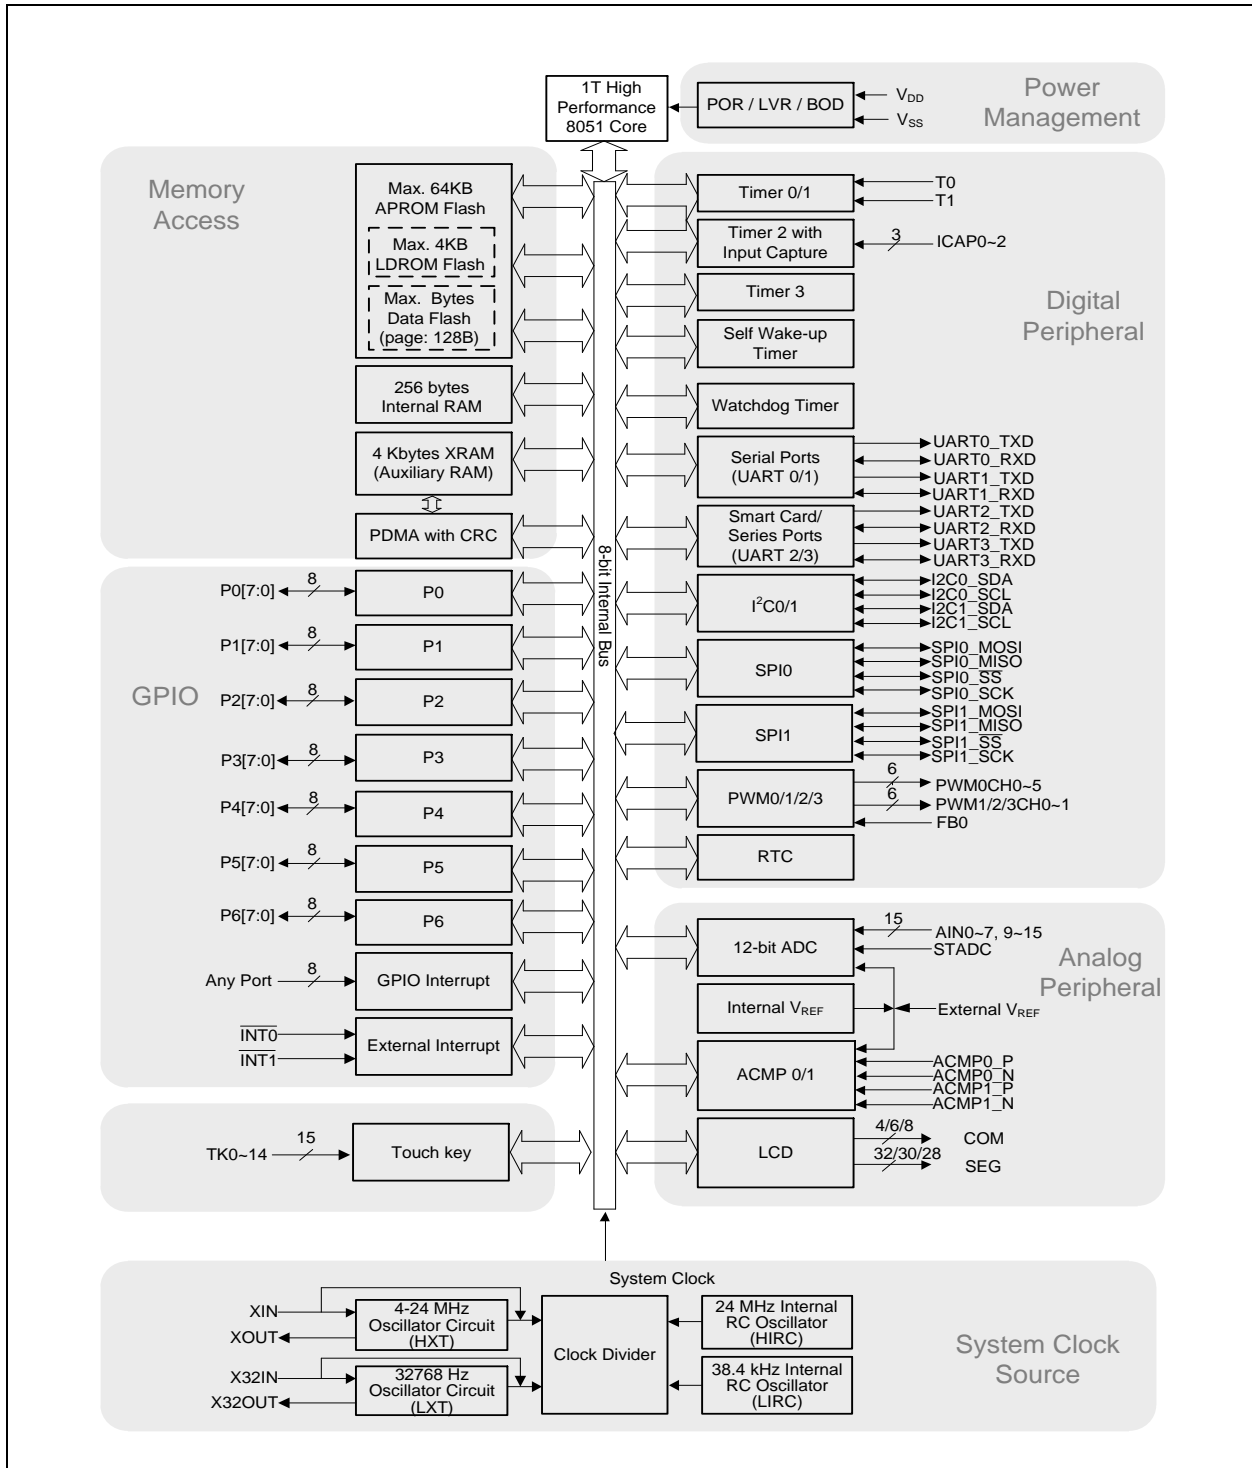 1T High
Performance
8051 Core
POR / LVR / BOD
VDD
VSS
Power
Management
Memory
Access
Max. 64KB
APROM Flash
Max. 4KB
LDROM Flash
Max. Bytes
Data Flash
(page: 128B)
256 bytes
Internal RAM
4 Kbytes XRAM
(Auxiliary RAM)
PDMA with CRC
8-bit Internal Bus
Timer 0/1
T0
T1
Timer 2 with
Input Capture
3
ICAP0~2
Timer 3
Self Wake-up
Timer
Watchdog Timer
Digital
Peripheral
Serial Ports
(UART 0/1)
UART0_TXD
UART0_RXD
UART1_TXD
UART1_RXD
Smart Card/
Series Ports
(UART 2/3)
UART2_TXD
UART2_RXD
UART3_TXD
UART3_RXD
I²C0/1
I2C0_SDA
I2C0_SCL
I2C1_SDA
I2C1_SCL
SPI0
SPI0_MOSI
SPI0_MISO
SPI0_S̅S̅
SPI0_SCK
SPI1
SPI1_MOSI
SPI1_MISO
SPI1_S̅S̅
SPI1_SCK
PWM0/1/2/3
6
PWM0CH0~5
6
PWM1/2/3CH0~1
FB0
RTC
GPIO
P0[7:0]
8
P0
P1[7:0]
8
P1
P2[7:0]
8
P2
P3[7:0]
8
P3
P4[7:0]
8
P4
P5[7:0]
8
P5
P6[7:0]
8
P6
Any Port
8
GPIO Interrupt
I̅N̅T̅0̅
I̅N̅T̅1̅
External Interrupt
12-bit ADC
15
AIN0~7, 9~15
STADC
Analog
Peripheral
Internal VREF
External VREF
ACMP 0/1
ACMP0_P
ACMP0_N
ACMP1_P
ACMP1_N
LCD
4/6/8
COM
32/30/28
SEG
TK0~14
15
Touch key
System Clock
XIN
XOUT
4-24 MHz
Oscillator Circuit
(HXT)
X32IN
X32OUT
32768 Hz
Oscillator Circuit
(LXT)
Clock Divider
24 MHz Internal
RC Oscillator
(HIRC)
38.4 kHz Internal
RC Oscillator
(LIRC)
System Clock
Source